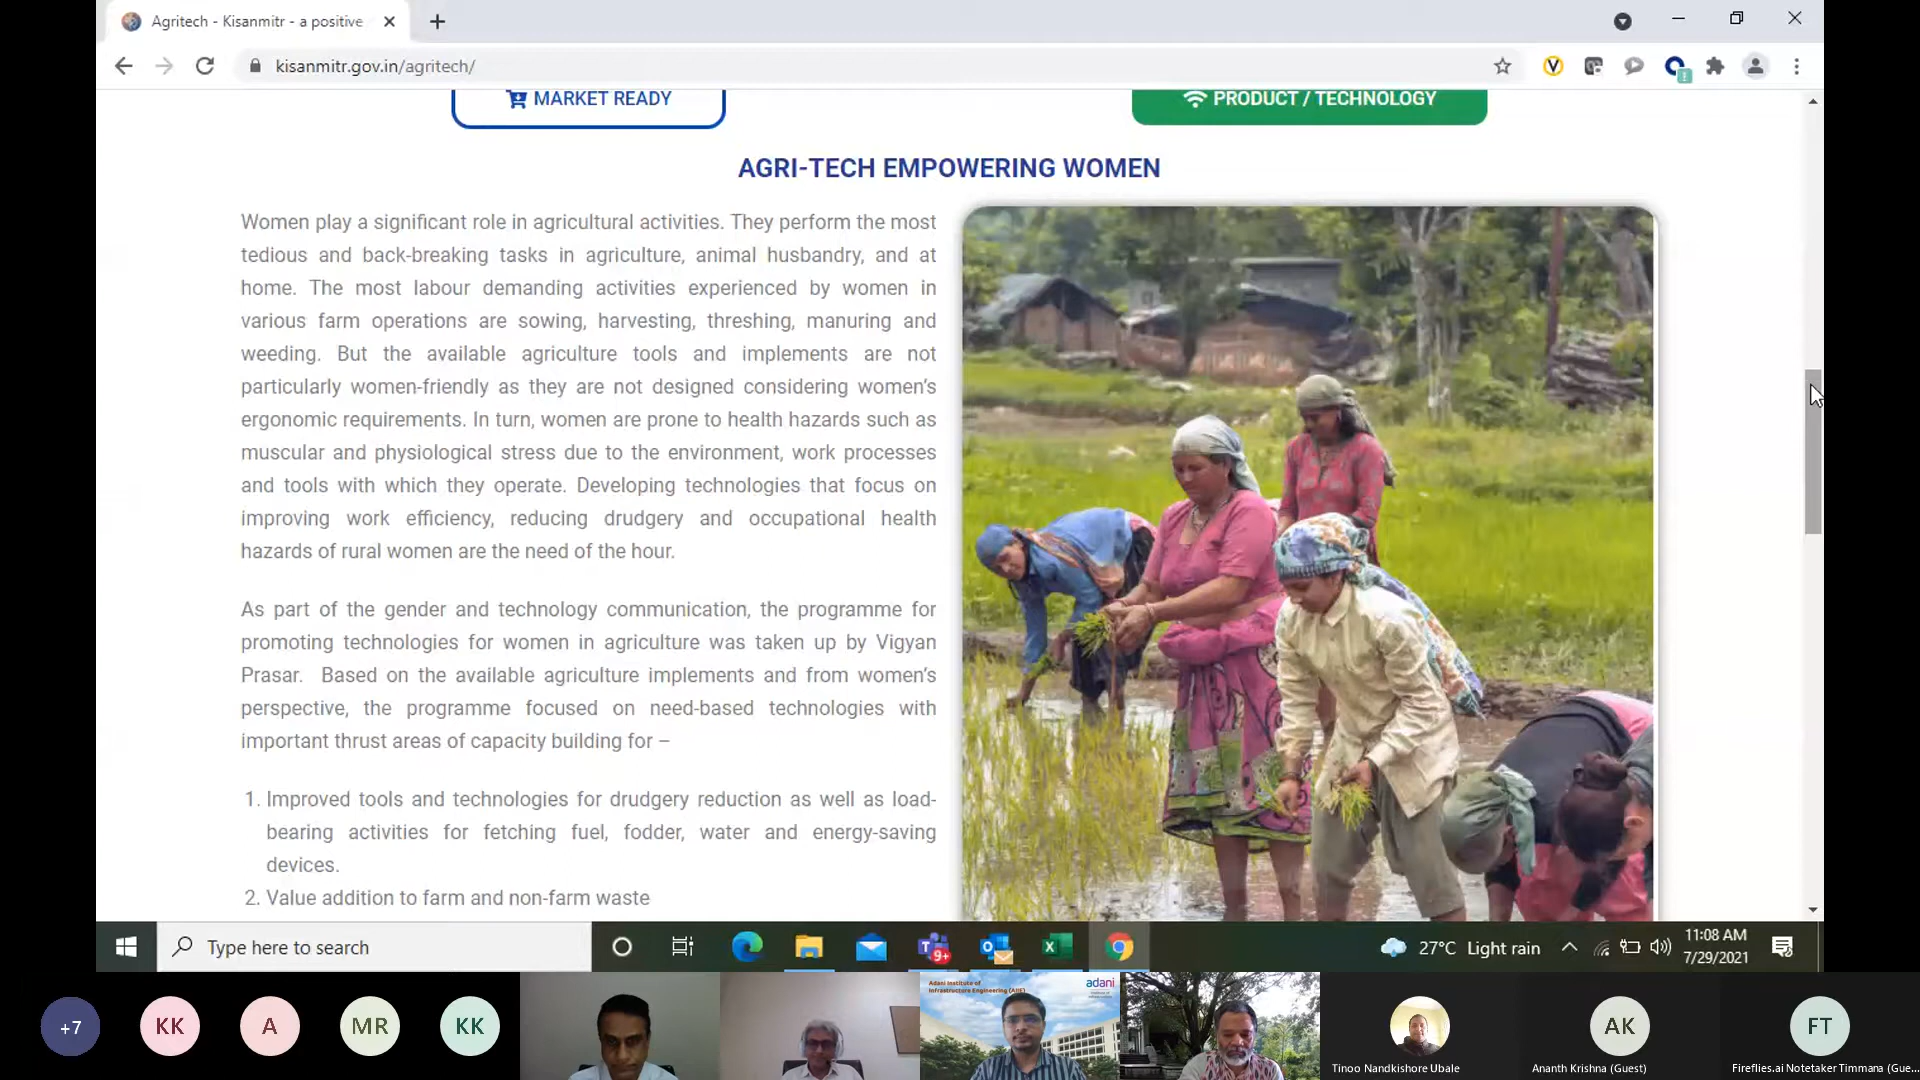 Agritech - Kisanmitr - a positive
kisanmitr.gov.in/agritech/
MARKET READY
PRODUCT / TECHNOLOGY
AGRI-TECH EMPOWERING WOMEN
Women play a significant role in agricultural activities. They perform the most
tedious and back-breaking tasks in agriculture, animal husbandry, and at
home. The most labour demanding activities experienced by women in
various farm operations are sowing, harvesting, threshing, manuring and
weeding. But the available agriculture tools and implements are not
particularly women-friendly as they are not designed considering women's
ergonomic requirements. In turn, women are prone to health hazards such as
muscular and physiological stress due to the environment, work processes
and tools with which they operate. Developing technologies that focus on
improving work efficiency, reducing drudgery and occupational health
hazards of rural women are the need of the hour.
As part of the gender and technology communication, the programme for
promoting technologies for women in agriculture was taken up by Vigyan
Prasar. Based on the available agriculture implements and from women's
perspective, the programme focused on need-based technologies with
important thrust areas of capacity building for –
1. Improved tools and technologies for drudgery reduction as well as load-
bearing activities for fetching fuel, fodder, water and energy-saving
devices.
2. Value addition to farm and non-farm waste
Type here to search
9+
27°C Light rain
11:08 AM
7/29/2021
+7
KK
A
MR
KK
Adani Institute of
Infrastructure Engineering (AIIE)
adani
Tinoo Nandkishore Ubale
AK
Ananth Krishna (Guest)
FT
Fireflies.ai Notetaker Timmana (Gue...